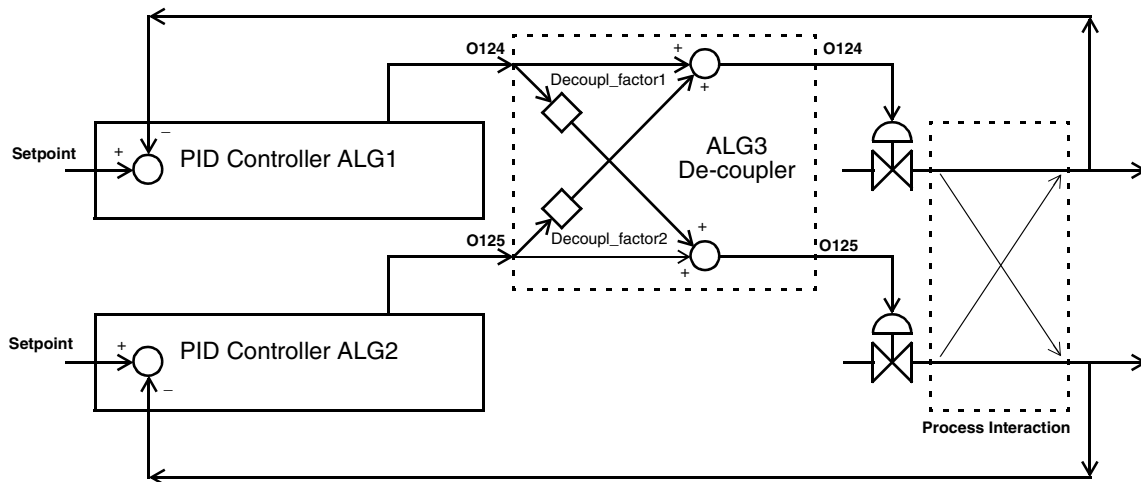 O124
O124
+
Decoupl_factor1
+
–
Setpoint
+
PID Controller ALG1
ALG3
De-coupler
+
O125
Decoupl_factor2
+
O125
–
Setpoint
+
PID Controller ALG2
Process Interaction